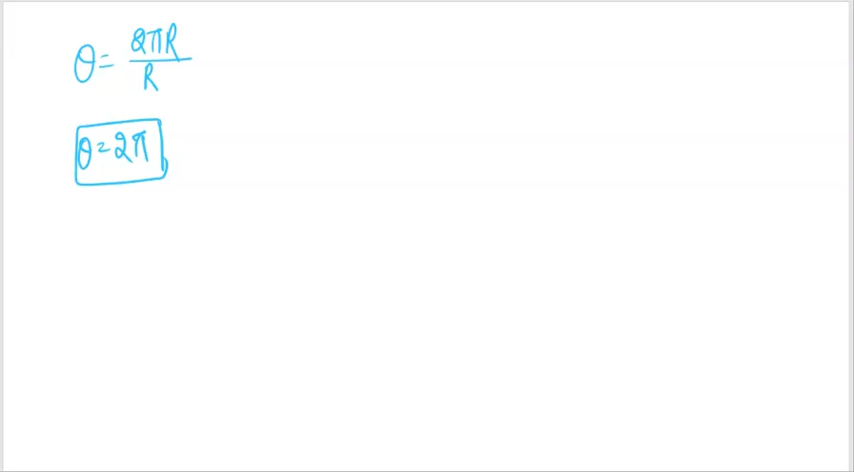 θ = 2πR / R
θ = 2π